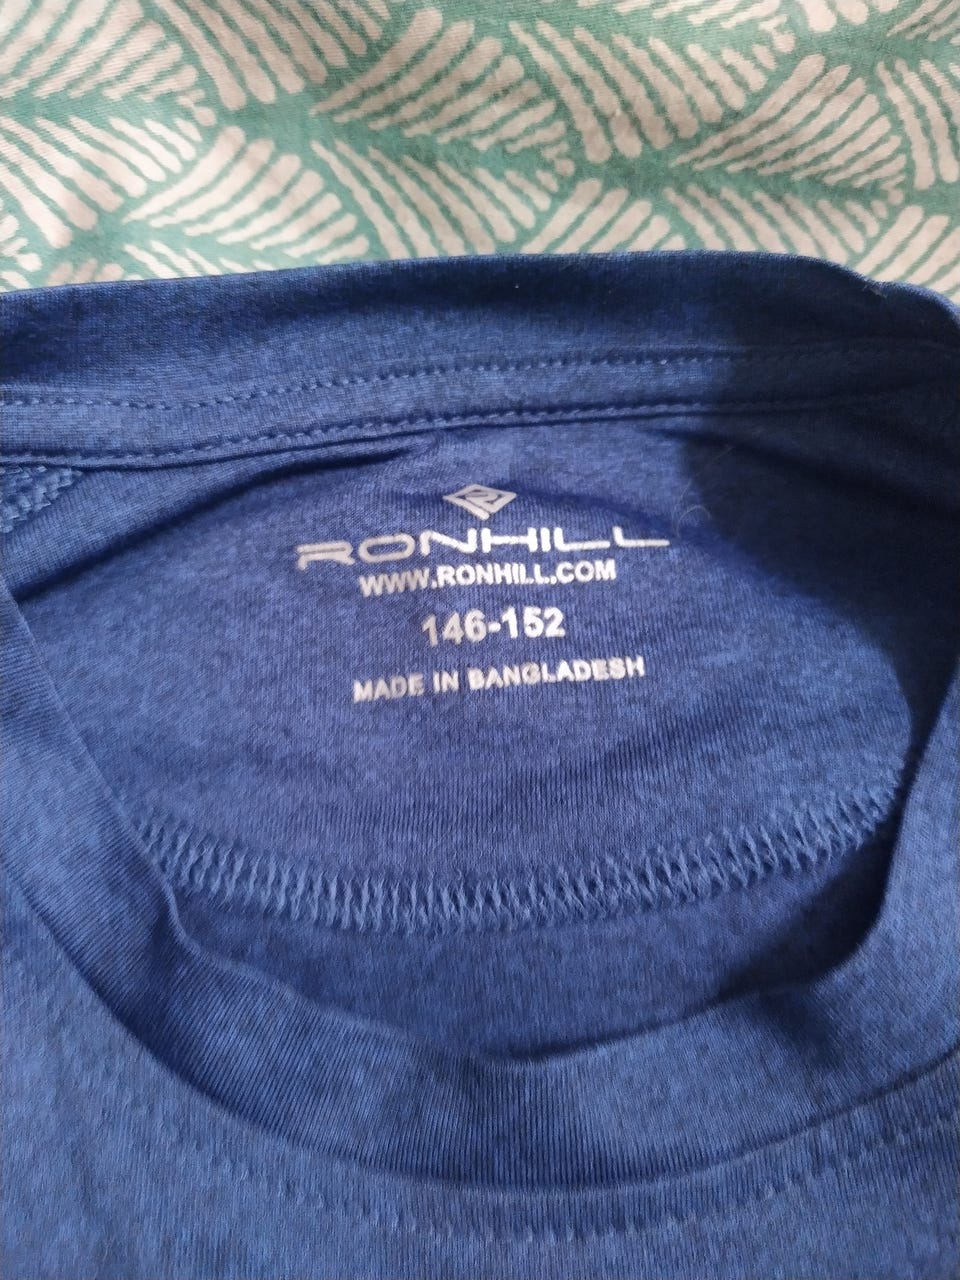 RONHILL
WWW.RONHILL.COM
146-152
MADE IN BANGLADESH